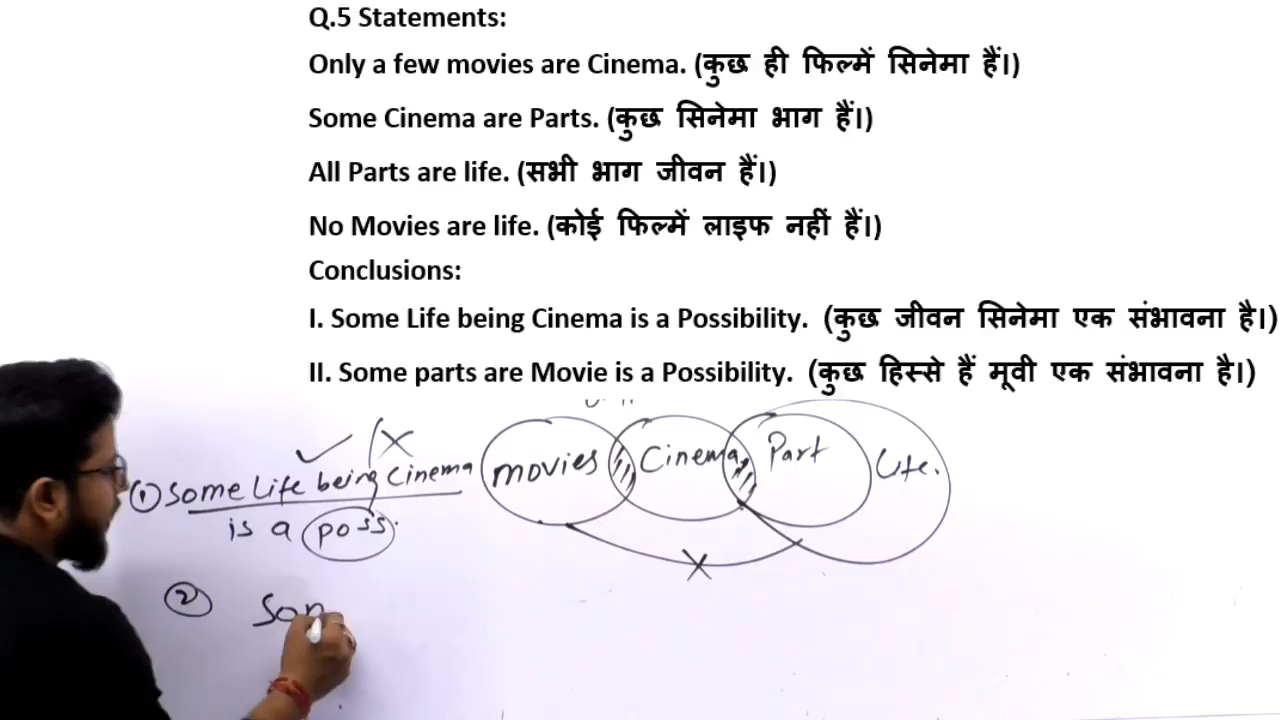 Q.5 Statements:
Only a few movies are Cinema. (कुछ ही फिल्में सिनेमा हैं।)
Some Cinema are Parts. (कुछ सिनेमा भाग हैं।)
All Parts are life. (सभी भाग जीवन हैं।)
No Movies are life. (कोई फिल्में लाइफ नहीं हैं।)
Conclusions:
I. Some Life being Cinema is a Possibility. (कुछ जीवन सिनेमा एक संभावना है।)
II. Some parts are Movie is a Possibility. (कुछ हिस्से हैं मूवी एक संभावना है।)
movies Cinema Part Life.
① Some Life being Cinema
is a poss.
② Som